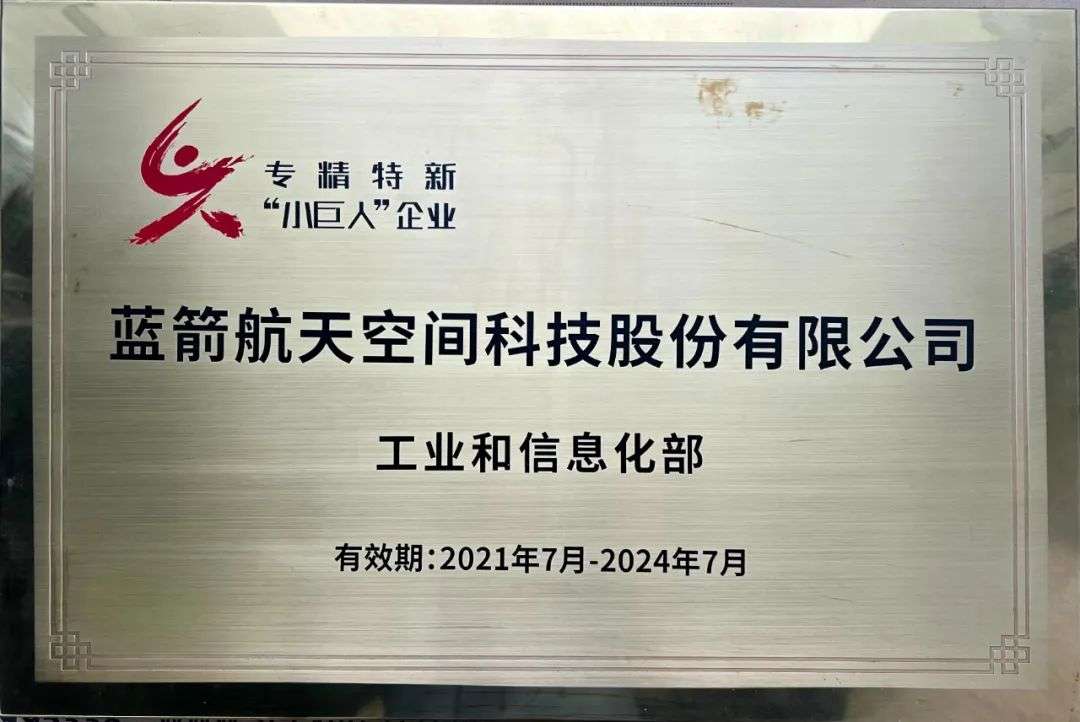 专精特新
“小巨人”企业
蓝箭航天空间科技股份有限公司
工业和信息化部
有效期:2021年7月-2024年7月